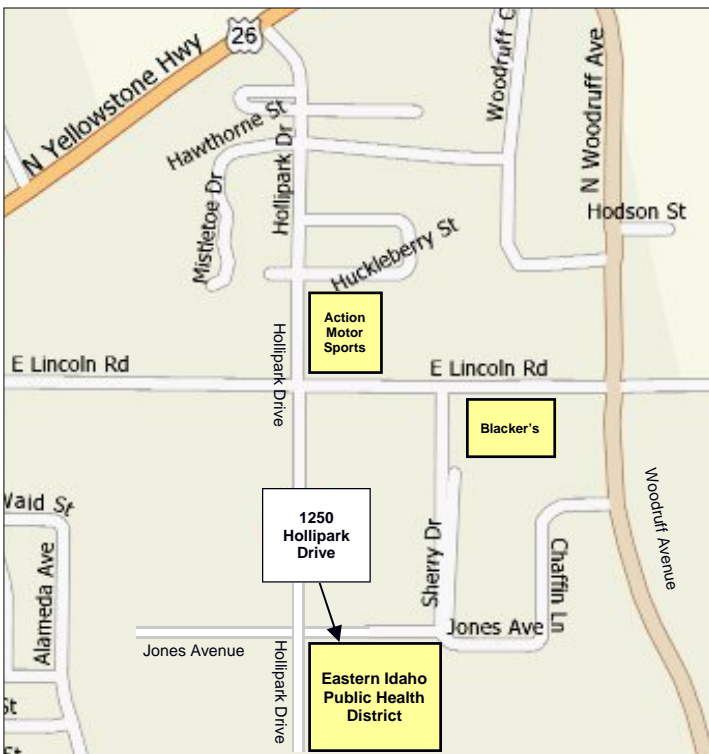 26
N Yellowstone Hwy
Hawthorne St
Hollipark Dr
Mistletoe Dr
Woodruff C
N Woodruff Ave
Hodson St
Huckleberry St
Action
Motor
Sports
Hollipark Drive
E Lincoln Rd
E Lincoln Rd
Blacker's
Woodruff Avenue
Waid St
Alameda Ave
1250
Hollipark
Drive
Sherry Dr
Chaffin Ln
Jones Avenue
Jones Ave
Hollipark Drive
Eastern Idaho
Public Health
District
St